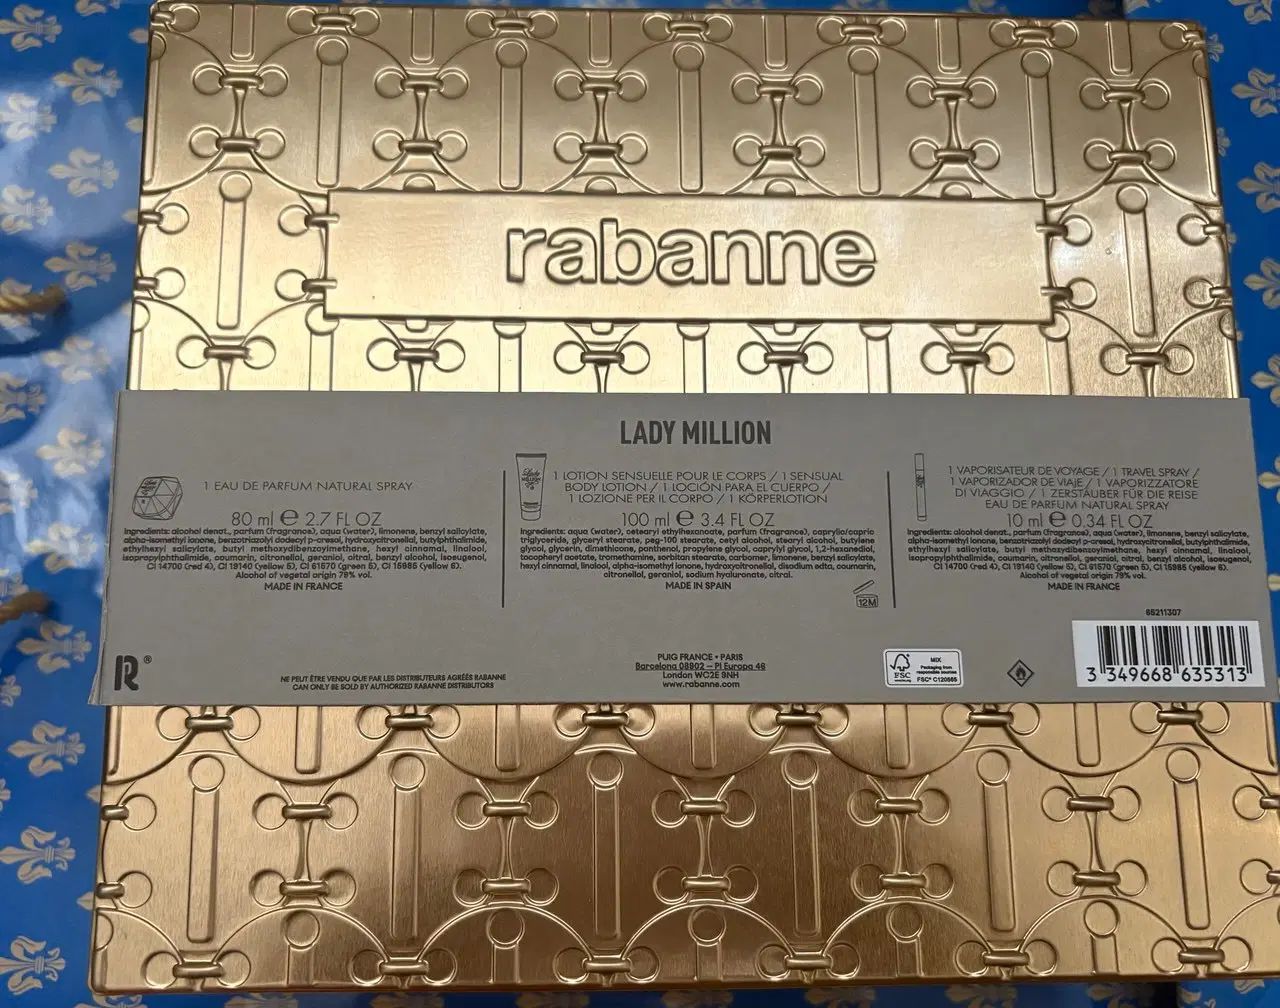 rabanne
LADY MILLION
1 EAU DE PARFUM NATURAL SPRAY
80 ml ℮ 2.7 FL OZ
Ingredients: alcohol denat., parfum (fragrance), aqua (water), limonene, benzyl salicylate,
alpha-isomethyl ionone, benzotriazolyl dodecyl p-cresol, hydroxycitronellal, butylphthalimide,
ethylhexyl salicylate, butyl methoxydibenzoylmethane, hexyl cinnamal, linalool,
isopropylphthalimide, coumarin, citronellol, geraniol, citral, benzyl alcohol, isoeugenol,
CI 14700 (red 4), CI 19140 (yellow 5), CI 61570 (green 5), CI 15985 (yellow 6).
Alcohol of vegetal origin 79% vol.
MADE IN FRANCE
Lady
MILLION
1 LOTION SENSUELLE POUR LE CORPS / 1 SENSUAL
BODY LOTION / 1 LOCIÓN PARA EL CUERPO /
1 LOZIONE PER IL CORPO / 1 KÖRPERLOTION
100 ml ℮ 3.4 FL OZ
Ingredients: aqua (water), cetearyl ethylhexanoate, parfum (fragrance), caprylic/capric
triglyceride, glyceryl stearate, peg-100 stearate, cetyl alcohol, stearyl alcohol, butylene
glycol, glycerin, dimethicone, panthenol, propylene glycol, caprylyl glycol, 1,2-hexanediol,
tocopheryl acetate, tromethamine, sorbitan stearate, carbomer, limonene, benzyl salicylate,
hexyl cinnamal, linalool, alpha-isomethyl ionone, hydroxycitronellal, disodium edta, coumarin,
citronellol, geraniol, sodium hyaluronate, citral.
MADE IN SPAIN
12M
1 VAPORISATEUR DE VOYAGE / 1 TRAVEL SPRAY /
1 VAPORIZADOR DE VIAJE / 1 VAPORIZZATORE
DI VIAGGIO / 1 ZERSTÄUBER FÜR DIE REISE
EAU DE PARFUM NATURAL SPRAY
10 ml ℮ 0.34 FL OZ
Ingredients: alcohol denat., parfum (fragrance), aqua (water), limonene, benzyl salicylate,
alpha-isomethyl ionone, benzotriazolyl dodecyl p-cresol, hydroxycitronellal, butylphthalimide,
ethylhexyl salicylate, butyl methoxydibenzoylmethane, hexyl cinnamal, linalool,
isopropylphthalimide, coumarin, citronellol, geraniol, citral, benzyl alcohol, isoeugenol,
CI 14700 (red 4), CI 19140 (yellow 5), CI 61570 (green 5), CI 15985 (yellow 6).
Alcohol of vegetal origin 79% vol.
MADE IN FRANCE
R®
NE PEUT ÊTRE VENDU QUE PAR LES DISTRIBUTEURS AGRÉÉS RABANNE
CAN ONLY BE SOLD BY AUTHORIZED RABANNE DISTRIBUTORS
PUIG FRANCE • PARIS
Barcelona 08902 – Pl Europa 46
London WC2E 9NH
www.rabanne.com
FSC
MIX
Packaging from
responsible sources
FSC® C120565
65211307
3 349668 635313